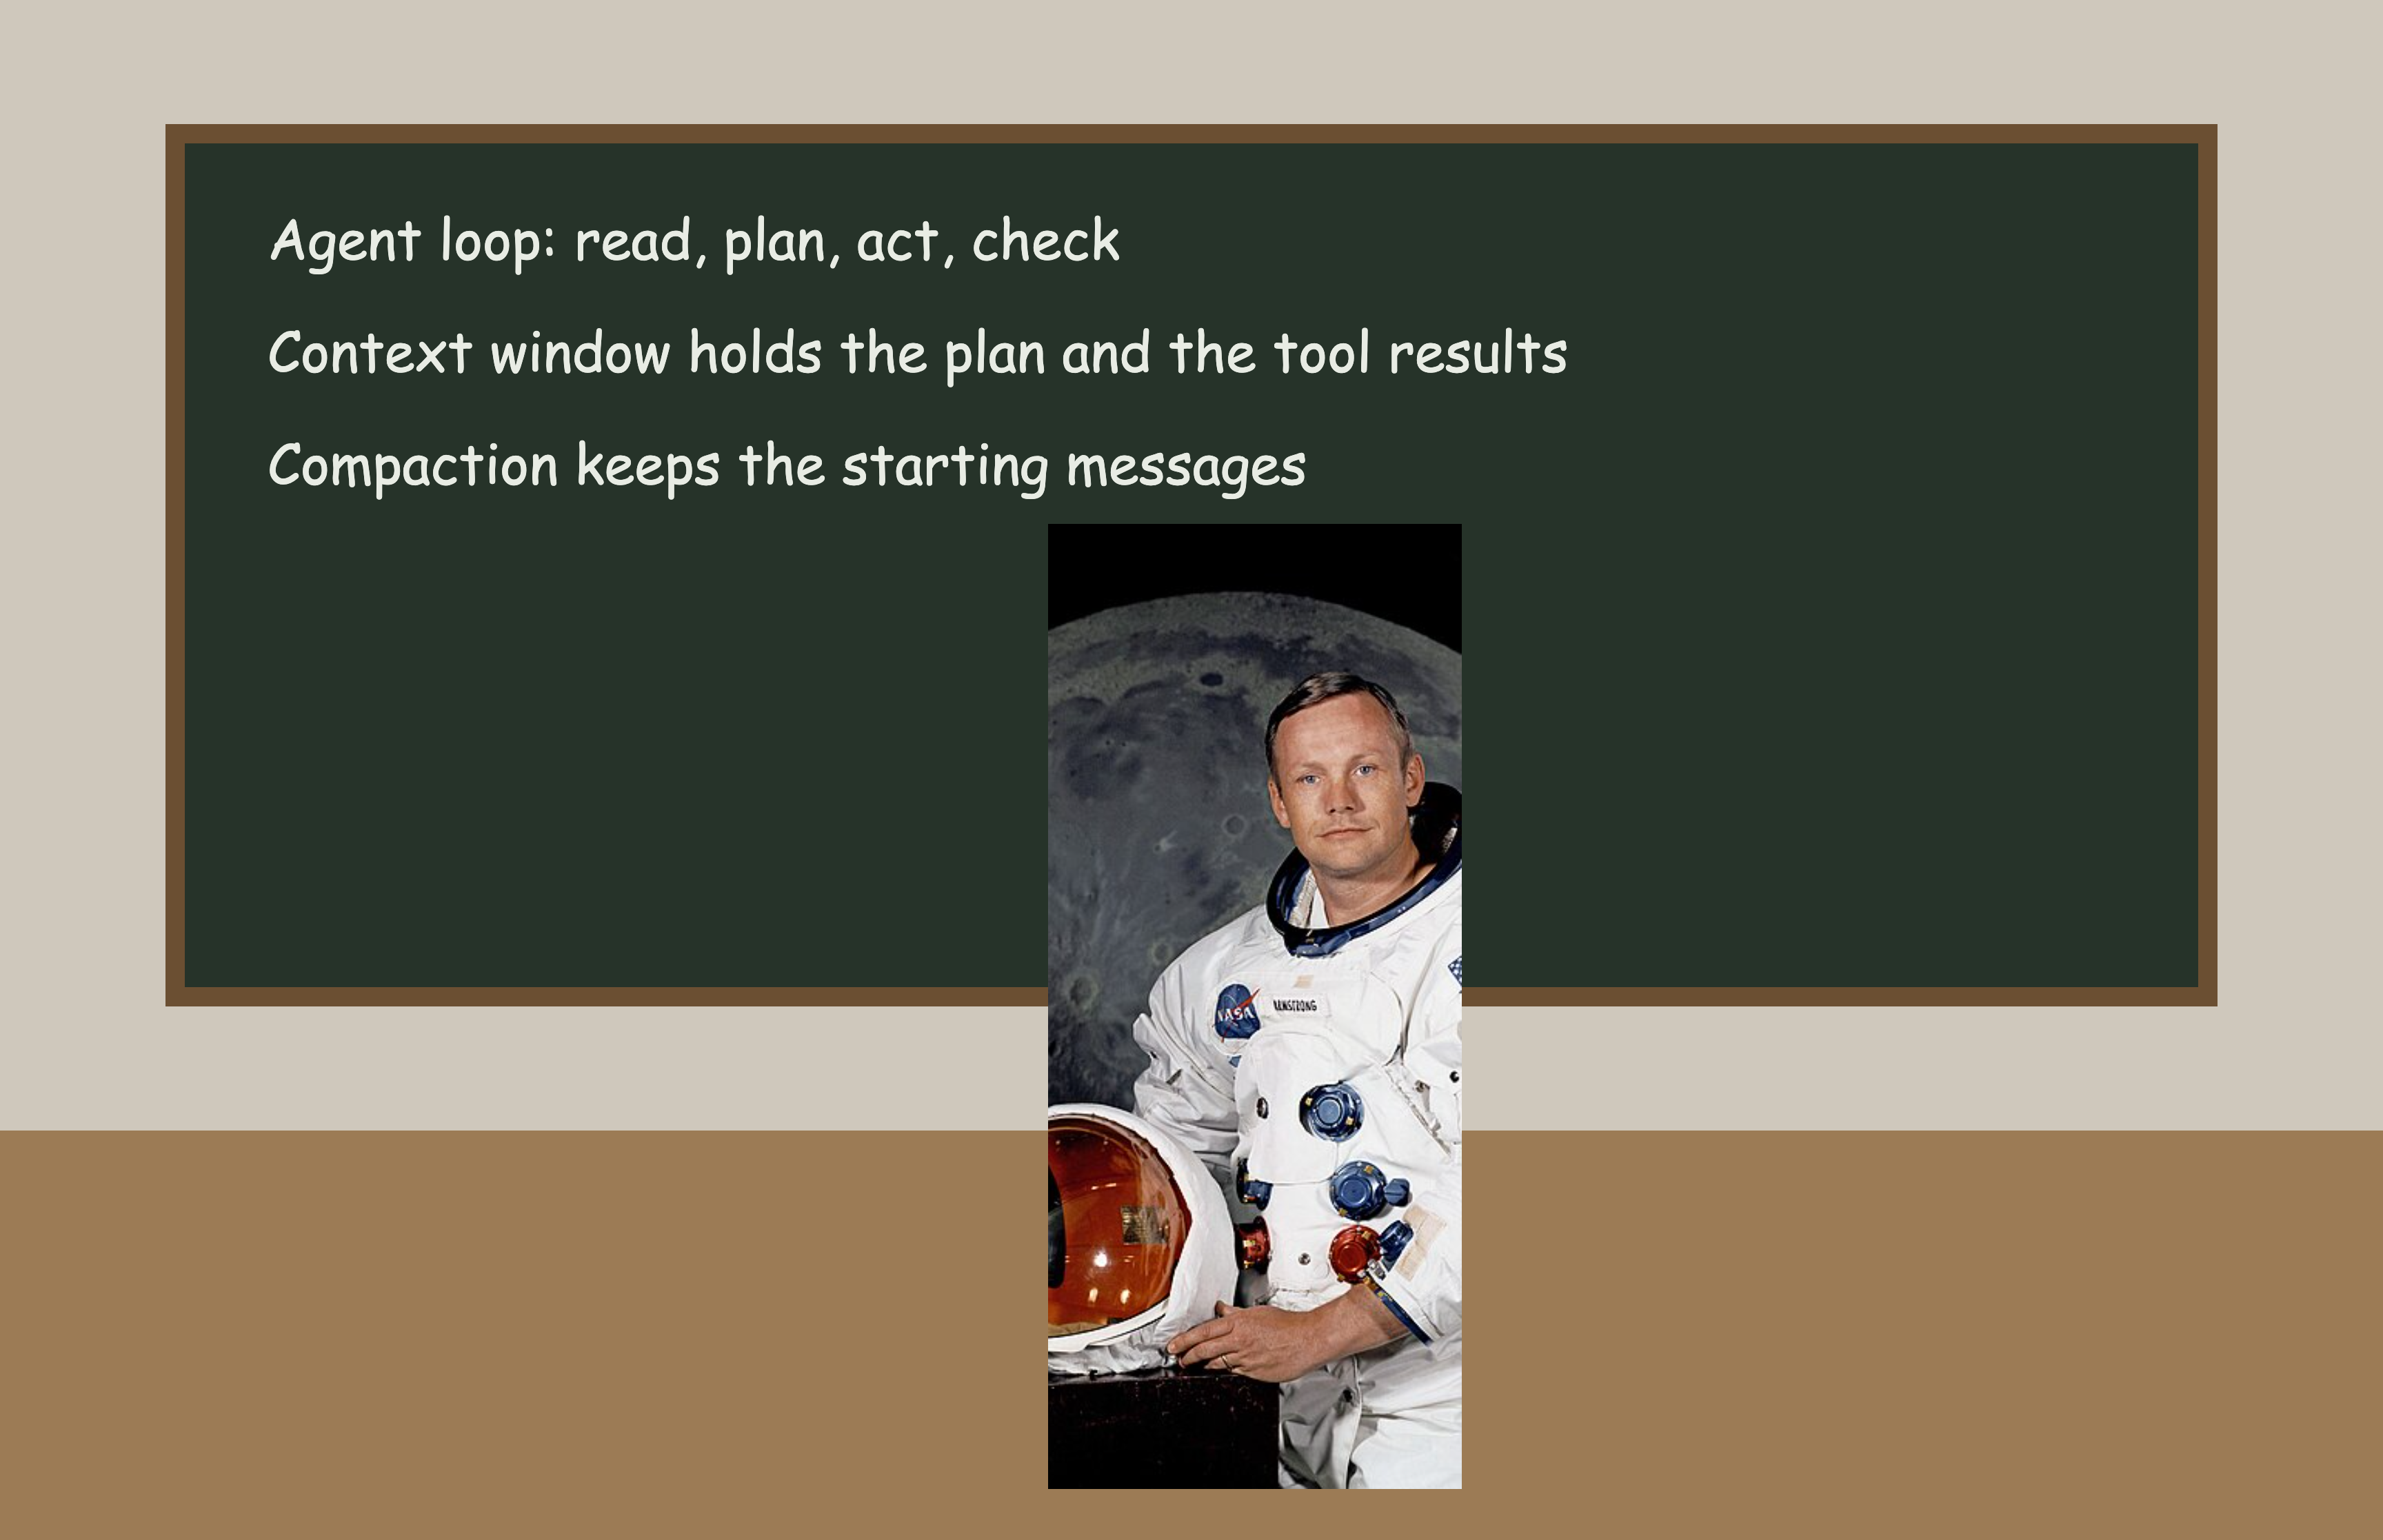 Agent loop: read, plan, act, check
Context window holds the plan and the tool results
Compaction keeps the starting messages
NASA
ARMSTRONG